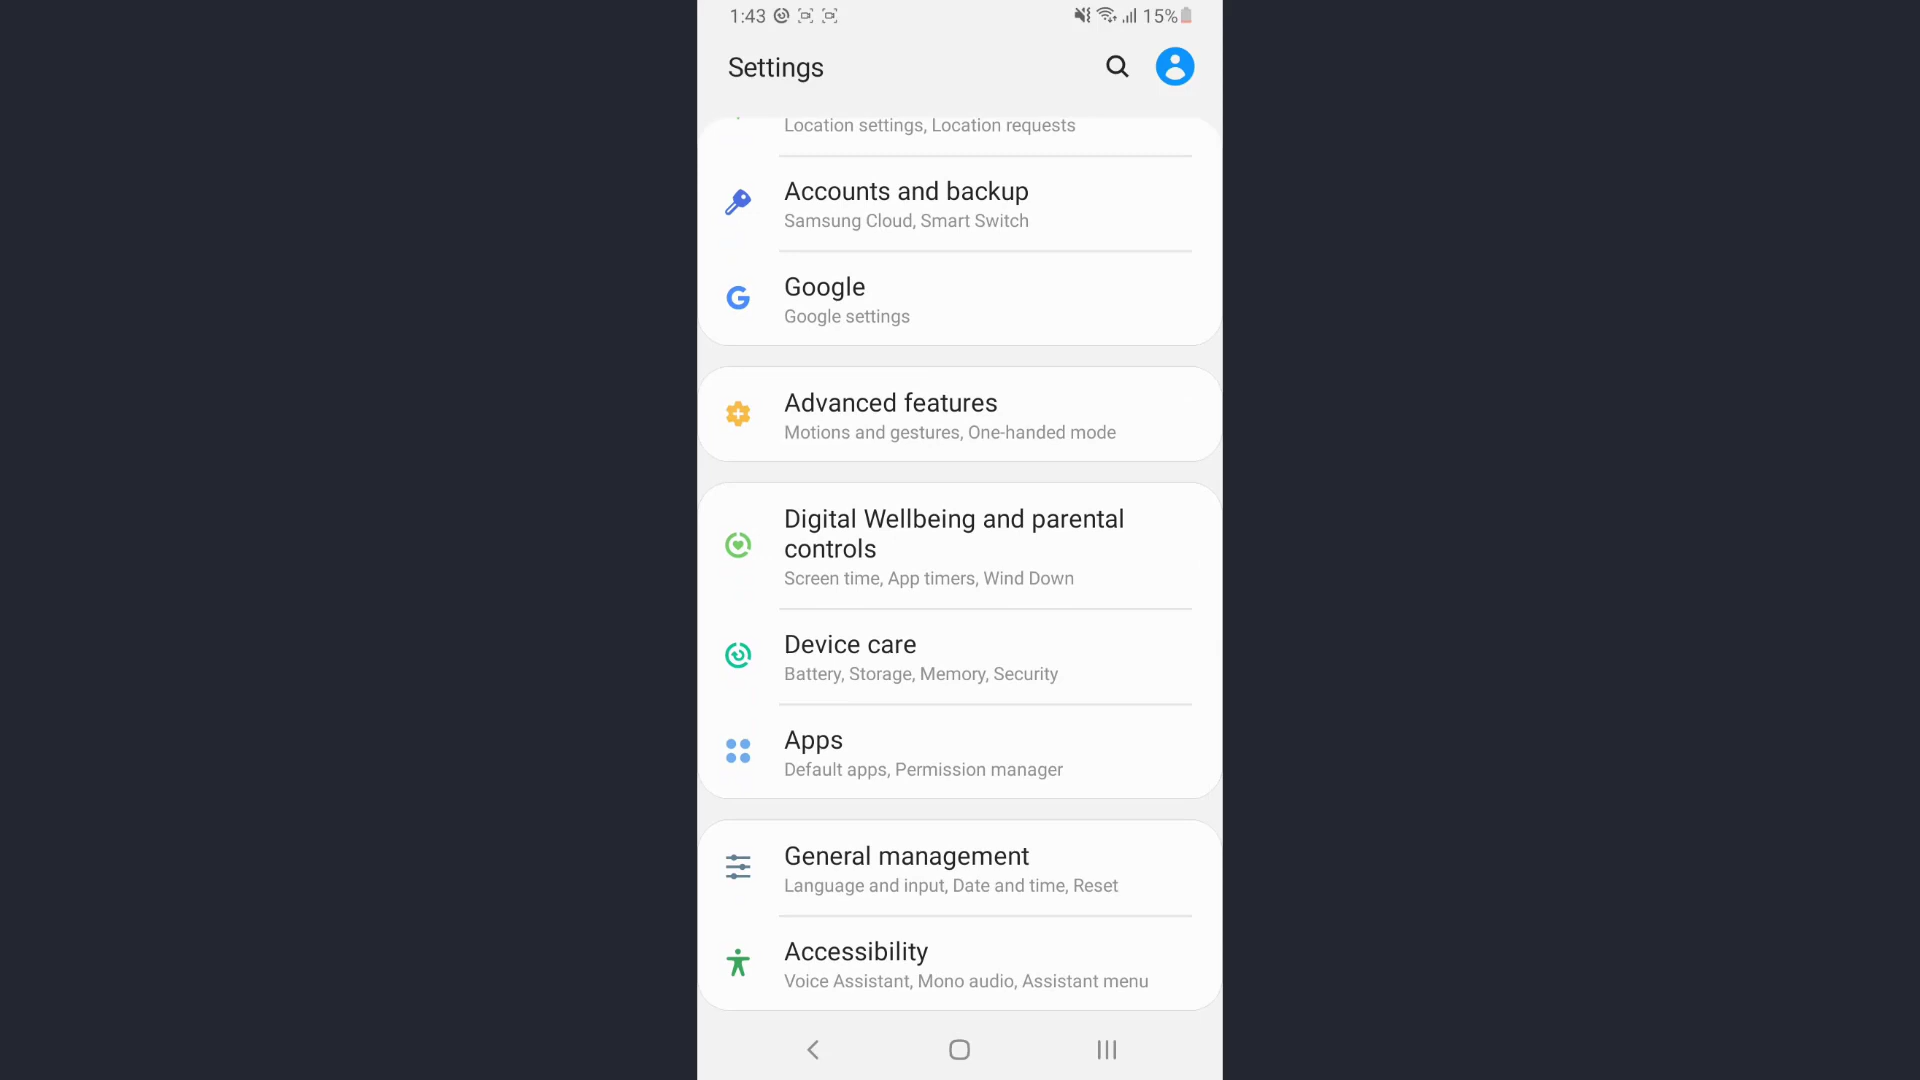 1:43
15%
Settings
Location settings, Location requests
Accounts and backup
Samsung Cloud, Smart Switch
Google
Google settings
Advanced features
Motions and gestures, One-handed mode
Digital Wellbeing and parental
controls
Screen time, App timers, Wind Down
Device care
Battery, Storage, Memory, Security
Apps
Default apps, Permission manager
General management
Language and input, Date and time, Reset
Accessibility
Voice Assistant, Mono audio, Assistant menu